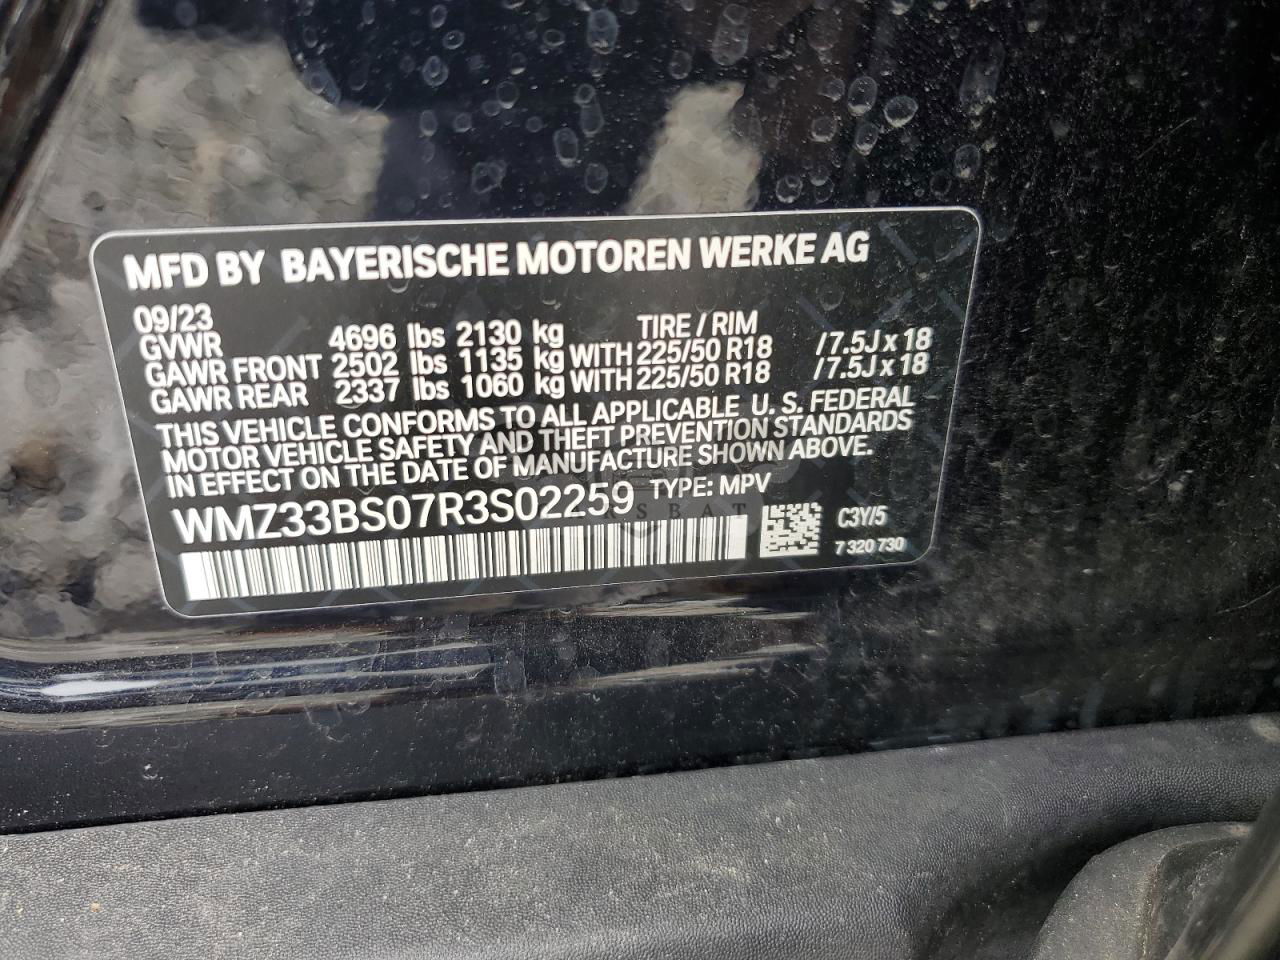 MFD BY BAYERISCHE MOTOREN WERKE AG
09/23 TIRE / RIM
GVWR 4696 lbs 2130 kg
GAWR FRONT 2502 lbs 1135 kg WITH 225/50 R18 /7.5J x 18
GAWR REAR 2337 lbs 1060 kg WITH 225/50 R18 /7.5J x 18
THIS VEHICLE CONFORMS TO ALL APPLICABLE U. S. FEDERAL
MOTOR VEHICLE SAFETY AND THEFT PREVENTION STANDARDS
IN EFFECT ON THE DATE OF MANUFACTURE SHOWN ABOVE.
WMZ33BS07R3S02259 TYPE: MPV
C3Y/5
7 320 730